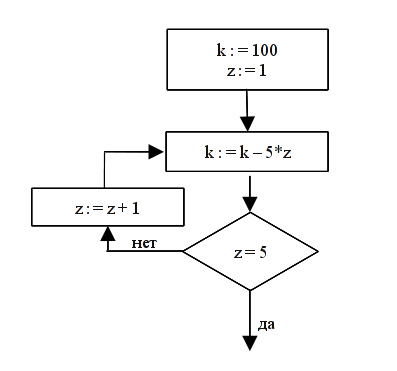 k := 100
z := 1
k := k – 5*z
z := z + 1
нет
z = 5
да